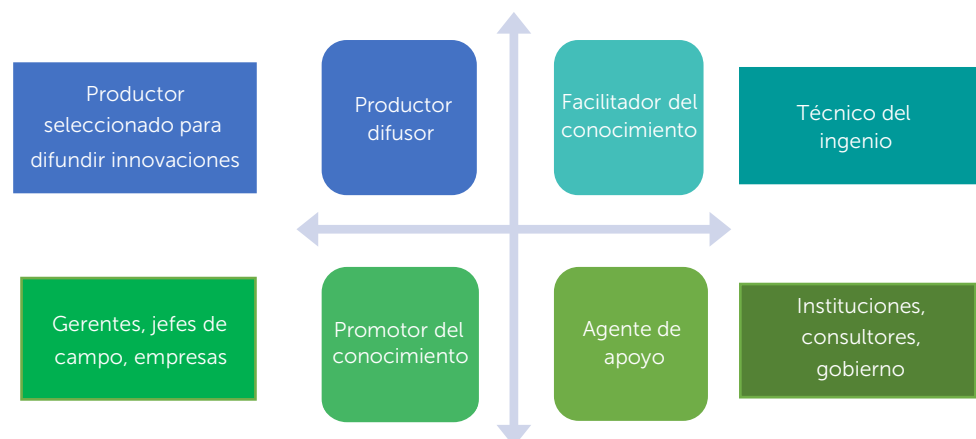 Productor
seleccionado para
difundir innovaciones
Productor
difusor
Facilitador del
conocimiento
Técnico del
ingenio
Gerentes, jefes de
campo, empresas
Promotor del
conocimiento
Agente de
apoyo
Instituciones,
consultores,
gobierno